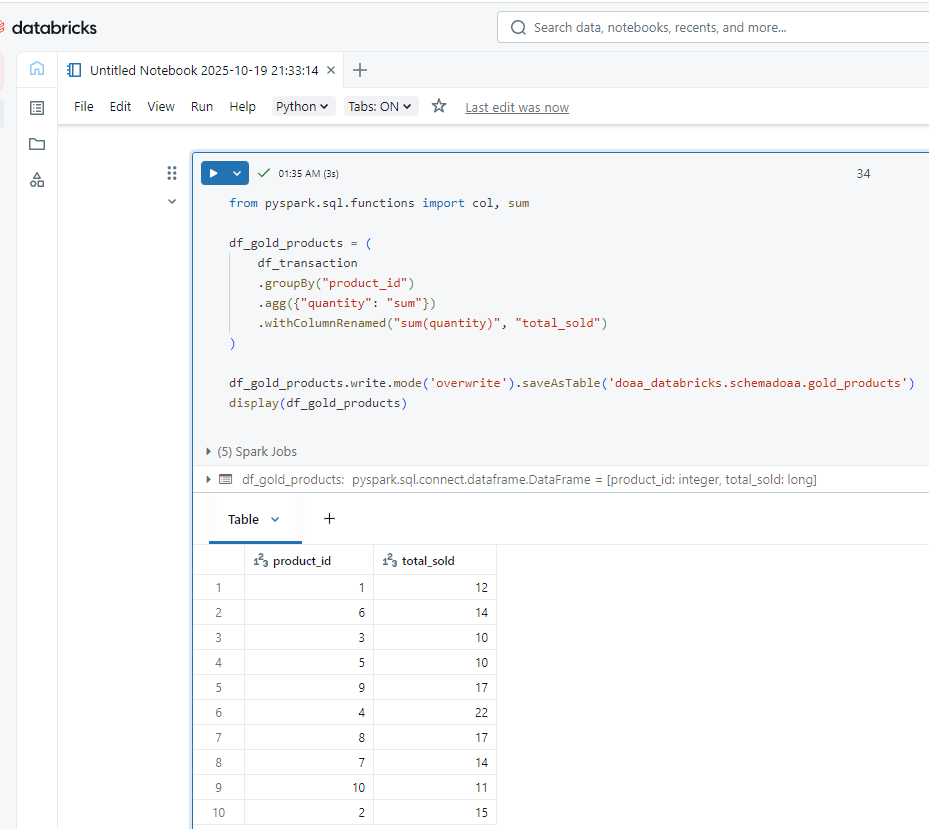 databricks
Search data, notebooks, recents, and more...
Untitled Notebook 2025-10-19 21:33:14
File Edit View Run Help Python Tabs: ON Last edit was now
01:35 AM (3s)
34
from pyspark.sql.functions import col, sum
df_gold_products = (
    df_transaction
    .groupBy("product_id")
    .agg({"quantity": "sum"})
    .withColumnRenamed("sum(quantity)", "total_sold")
)
df_gold_products.write.mode('overwrite').saveAsTable('doaa_databricks.schemadoaa.gold_products')
display(df_gold_products)
(5) Spark Jobs
df_gold_products: pyspark.sql.connect.dataframe.DataFrame = [product_id: integer, total_sold: long]
Table +
123 product_id 123 total_sold
1 1 12
2 6 14
3 3 10
4 5 10
5 9 17
6 4 22
7 8 17
8 7 14
9 10 11
10 2 15